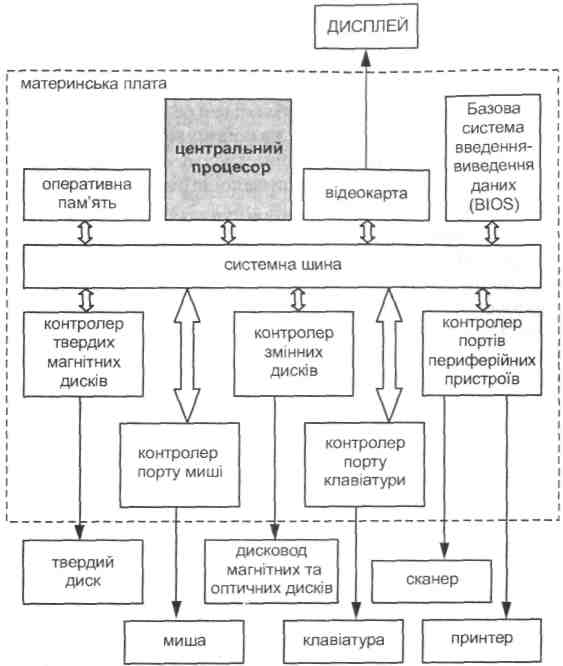 ДИСПЛЕЙ
материнська плата
оперативна
пам'ять
центральний
процесор
відеокарта
Базова
система
введення-
виведення
даних
(BIOS)
системна шина
контролер
твердих
магнітних
дисків
контролер
змінних
дисків
контролер
портів
периферійних
пристроїв
контролер
порту миші
контролер
порту
клавіатури
твердий
диск
дисковод
магнітних та
оптичних дисків
сканер
миша
клавіатура
принтер